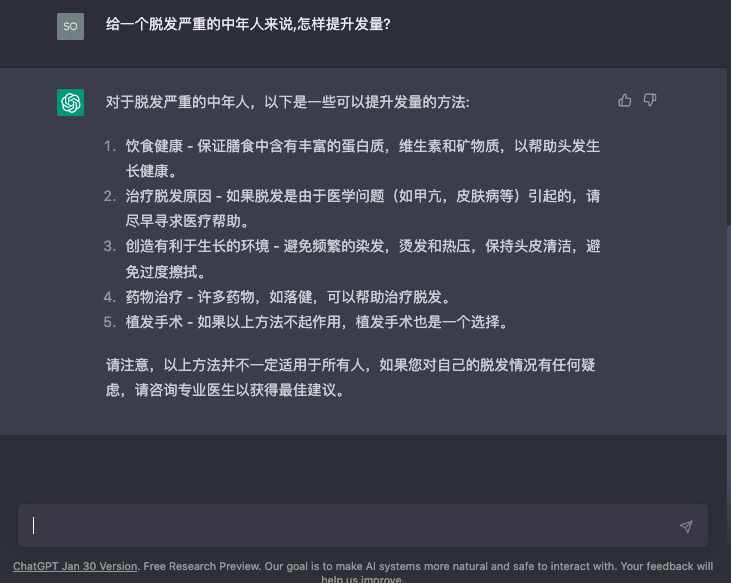 SO
给一个脱发严重的中年人来说,怎样提升发量?
对于脱发严重的中年人，以下是一些可以提升发量的方法:
1. 饮食健康 - 保证膳食中含有丰富的蛋白质，维生素和矿物质，以帮助头发生
长健康。
2. 治疗脱发原因 - 如果脱发是由于医学问题（如甲亢，皮肤病等）引起的，请
尽早寻求医疗帮助。
3. 创造有利于生长的环境 - 避免频繁的染发，烫发和热压，保持头皮清洁，避
免过度擦拭。
4. 药物治疗 - 许多药物，如落健，可以帮助治疗脱发。
5. 植发手术 - 如果以上方法不起作用，植发手术也是一个选择。
请注意，以上方法并不一定适用于所有人，如果您对自己的脱发情况有任何疑
虑，请咨询专业医生以获得最佳建议。
ChatGPT Jan 30 Version. Free Research Preview. Our goal is to make AI systems more natural and safe to interact with. Your feedback will
help us improve.